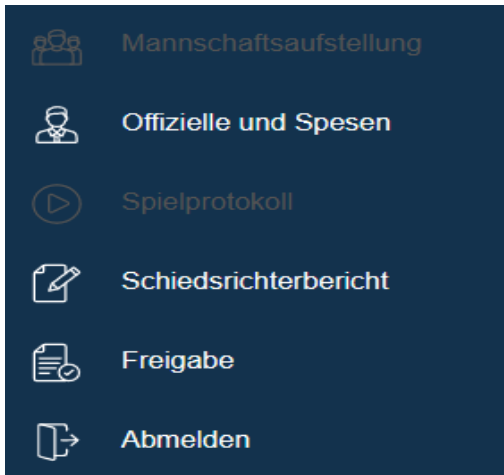 Mannschaftsaufstellung
Offizielle und Spesen
Spielprotokoll
Schiedsrichterbericht
Freigabe
Abmelden